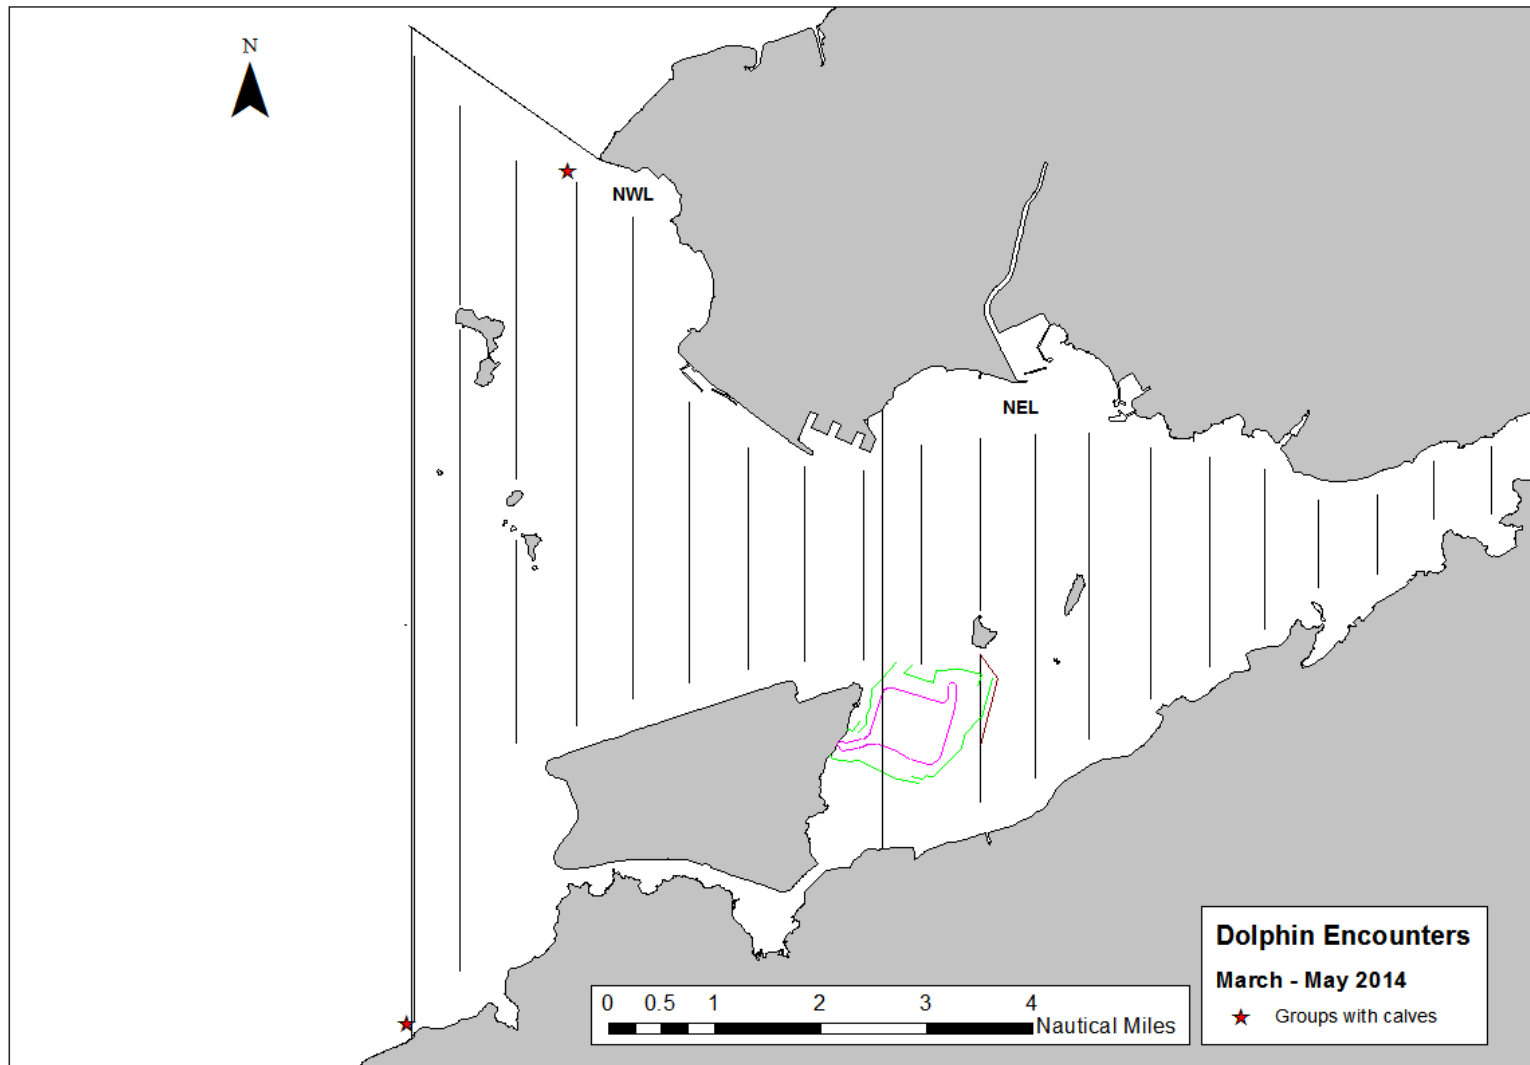 N
NWL
NEL
Dolphin Encounters
March - May 2014
Groups with calves
0 0.5 1 2 3 4
Nautical Miles